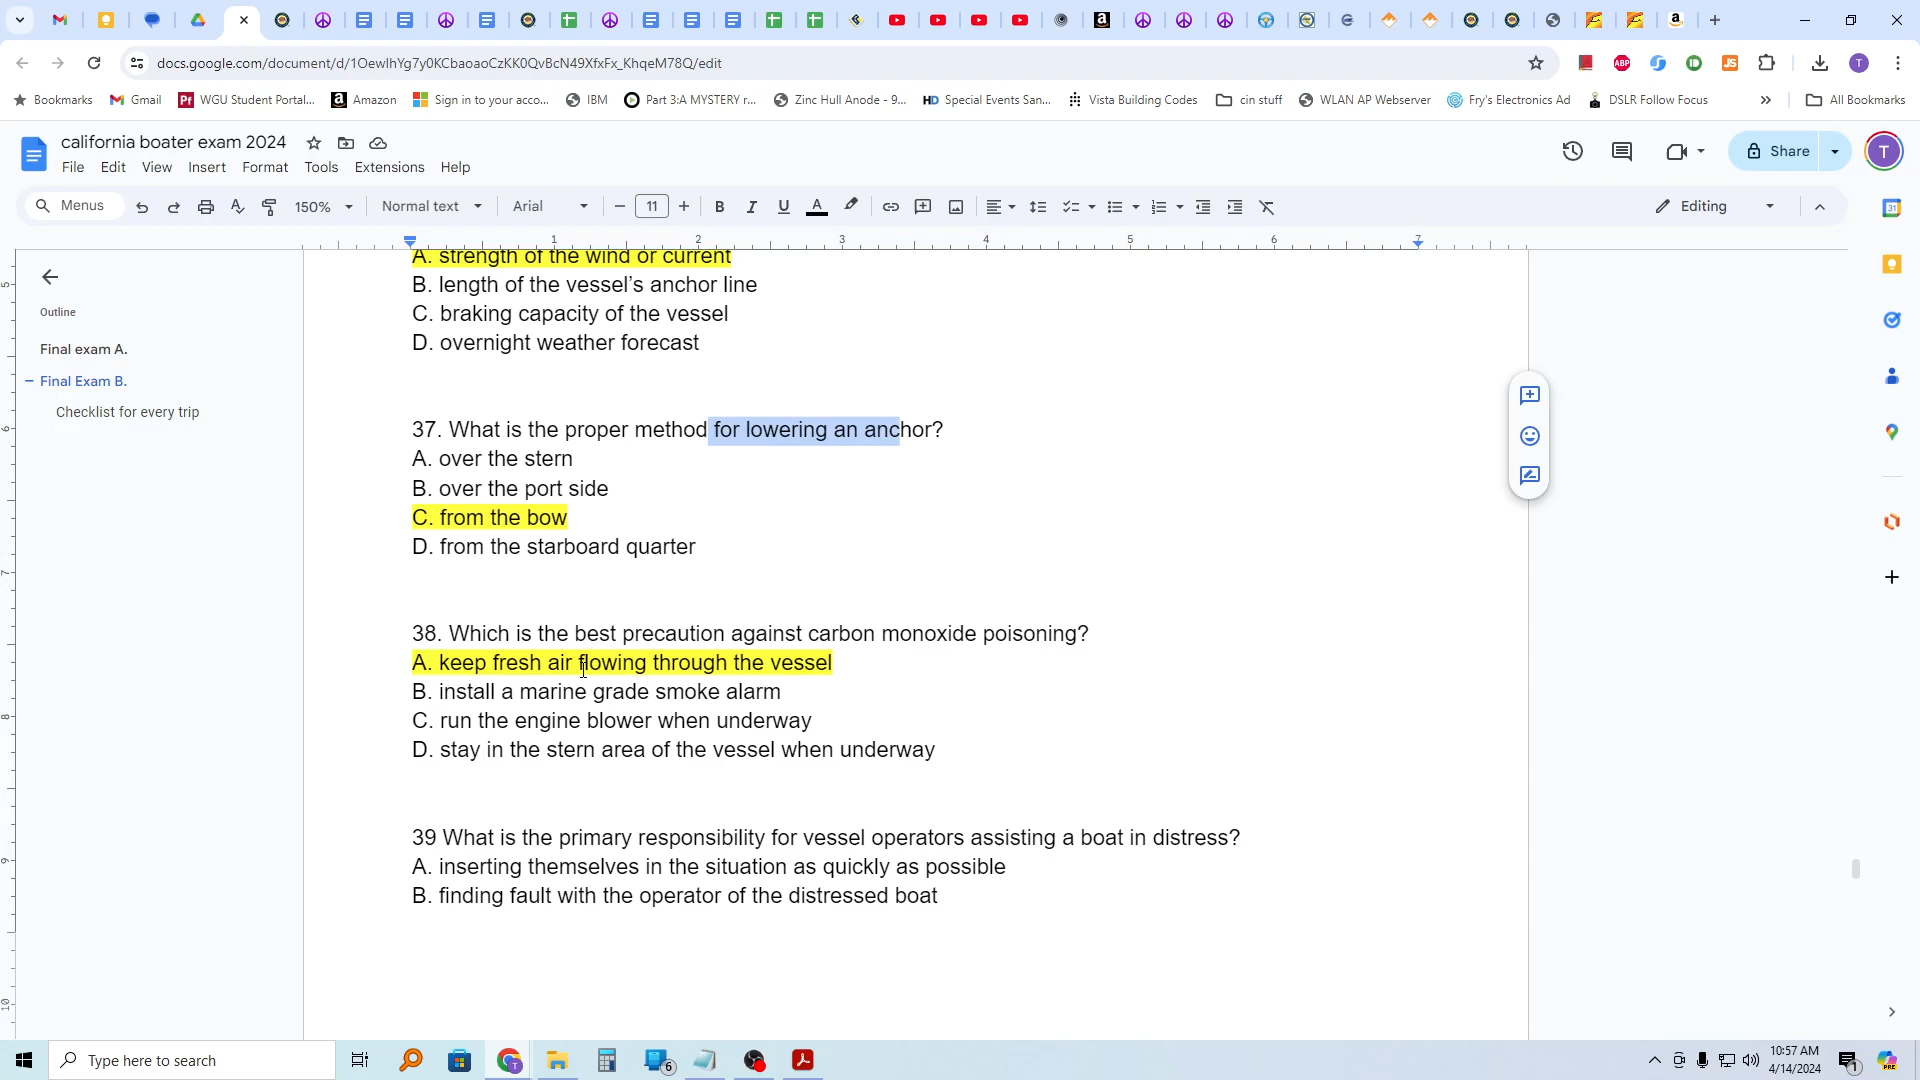 docs.google.com/document/d/1OewIhYg7y0KCbaoaoCzKK0QvBcN49XfxFx_KhqeM78Q/edit
Bookmarks Gmail WGU Student Portal... Amazon Sign in to your acco... IBM Part 3:A MYSTERY r... Zinc Hull Anode - 9... Special Events San... Vista Building Codes cin stuff WLAN AP Webserver Fry's Electronics Ad DSLR Follow Focus » All Bookmarks
california boater exam 2024
Share
File Edit View Insert Format Tools Extensions Help
Menus 150% Normal text Arial 11 Editing
1 2 3 4 5 6 7
A. strength of the wind or current
B. length of the vessel's anchor line
C. braking capacity of the vessel
D. overnight weather forecast
Outline
Final exam A.
Final Exam B.
Checklist for every trip
37. What is the proper method for lowering an anchor?
A. over the stern
B. over the port side
C. from the bow
D. from the starboard quarter
38. Which is the best precaution against carbon monoxide poisoning?
A. keep fresh air flowing through the vessel
B. install a marine grade smoke alarm
C. run the engine blower when underway
D. stay in the stern area of the vessel when underway
39 What is the primary responsibility for vessel operators assisting a boat in distress?
A. inserting themselves in the situation as quickly as possible
B. finding fault with the operator of the distressed boat
Type here to search
10:57 AM
4/14/2024